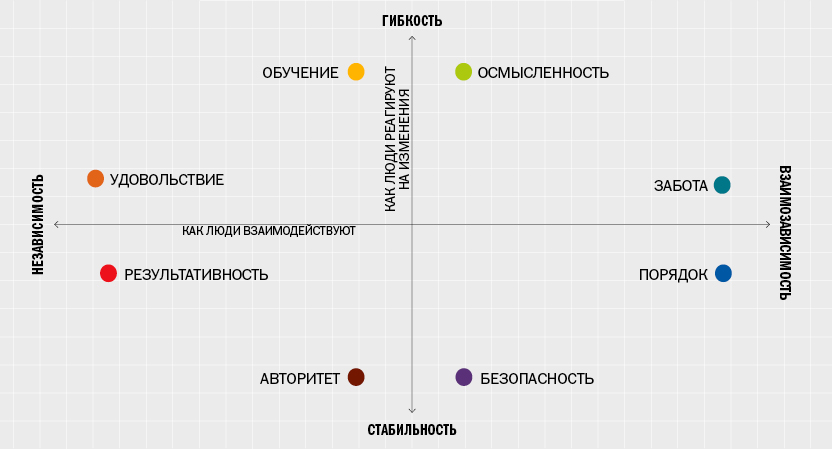 ГИБКОСТЬ
ОБУЧЕНИЕ
ОСМЫСЛЕННОСТЬ
КАК ЛЮДИ РЕАГИРУЮТ
НА ИЗМЕНЕНИЯ
УДОВОЛЬСТВИЕ
ЗАБОТА
НЕЗАВИСИМОСТЬ
ВЗАИМОЗАВИСИМОСТЬ
КАК ЛЮДИ ВЗАИМОДЕЙСТВУЮТ
РЕЗУЛЬТАТИВНОСТЬ
ПОРЯДОК
АВТОРИТЕТ
БЕЗОПАСНОСТЬ
СТАБИЛЬНОСТЬ